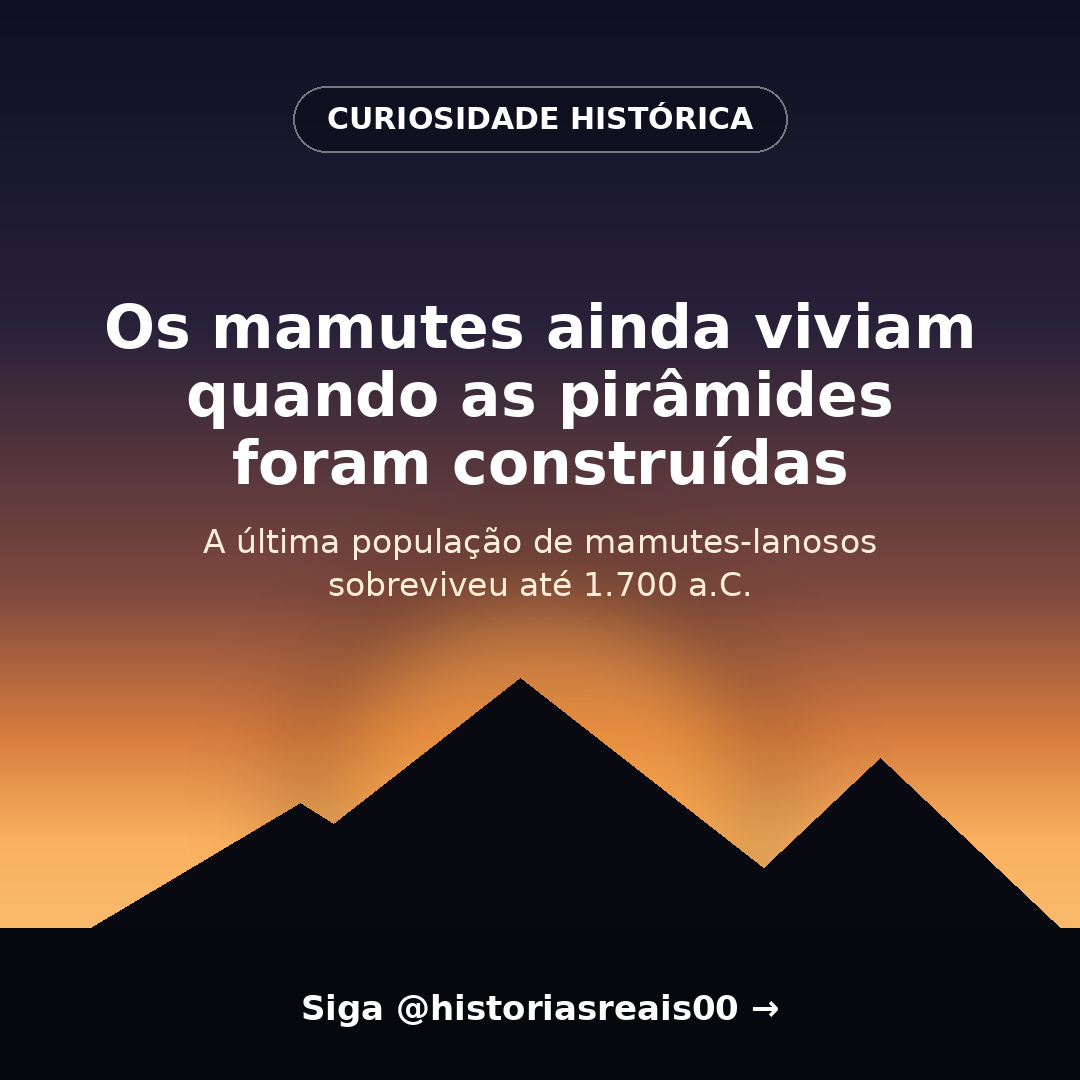 CURIOSIDADE HISTÓRICA
Os mamutes ainda viviam
quando as pirâmides
foram construídas
A última população de mamutes-lanosos
sobreviveu até 1.700 a.C.
Siga @historiasreais00 →